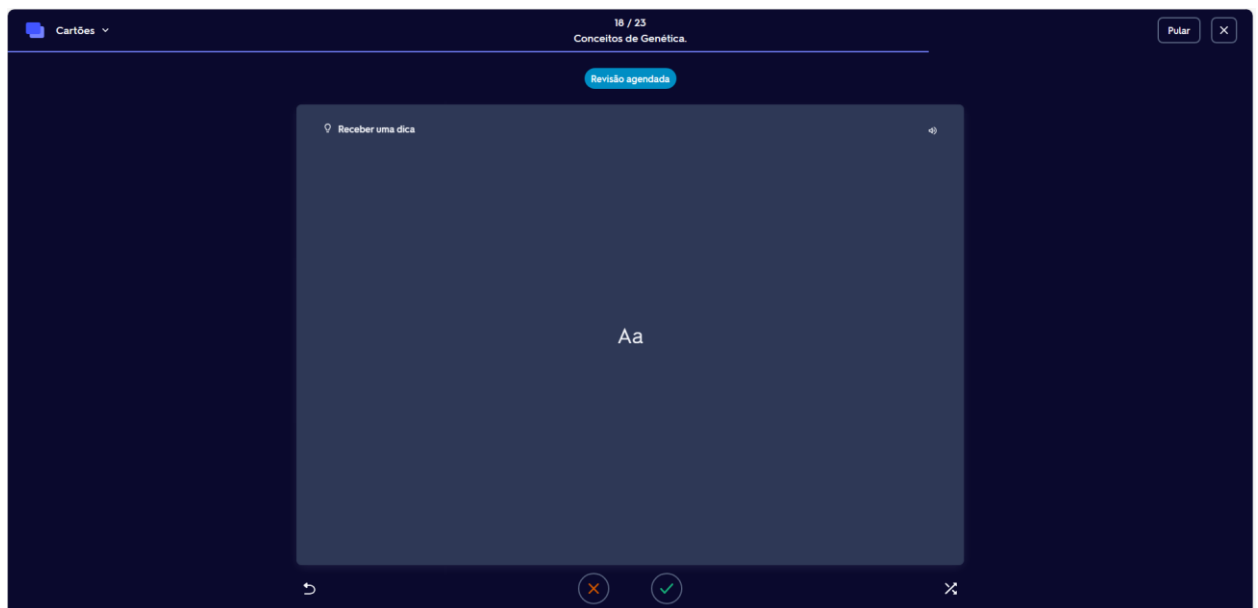 Cartões
18 / 23
Conceitos de Genética.
Pular
Revisão agendada
Receber uma dica
Aa